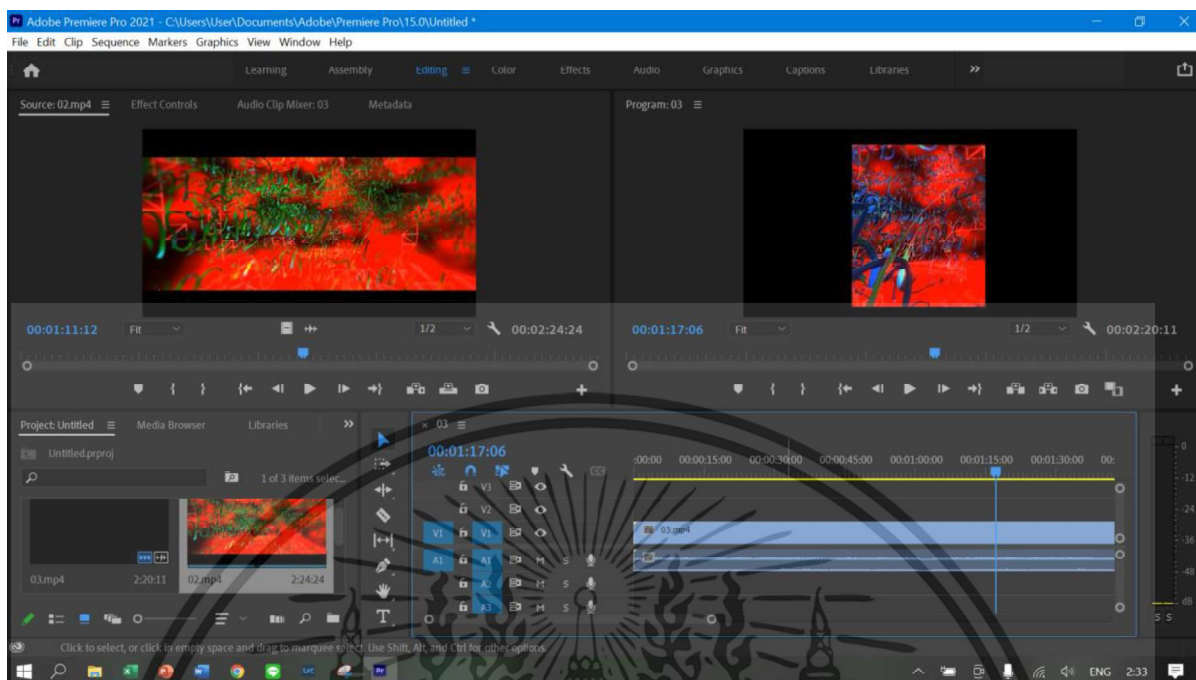 Adobe Premiere Pro 2021 - C:\Users\User\Documents\Adobe\Premiere Pro\15.0\Untitled *
File Edit Clip Sequence Markers Graphics View Window Help
Learning Assembly Editing Color Effects Audio Graphics Captions Libraries
Source: 02.mp4 Effect Controls Audio Clip Mixer: 03 Metadata
Program: 03
00:01:11:12 Fit 1/2 00:02:24:24
00:01:17:06 Fit 1/2 00:02:20:11
Project: Untitled Media Browser Libraries
Untitled.prproj
1 of 3 items selec...
03.mp4 2:20:11
02.mp4 2:24:24
× 03
00:01:17:06
:00:00 00:00:15:00 00:00:30:00 00:00:45:00 00:01:00:00 00:01:15:00 00:01:30:00 00:
V3
V2
V1 V1 03.mp4
A1 A1 M S
A2 M S
A3 M S
0
-12
-24
-36
-48
dB
S S
Click to select, or click in empty space and drag to marquee select. Use Shift, Alt, and Ctrl for other options.
ENG 2:33